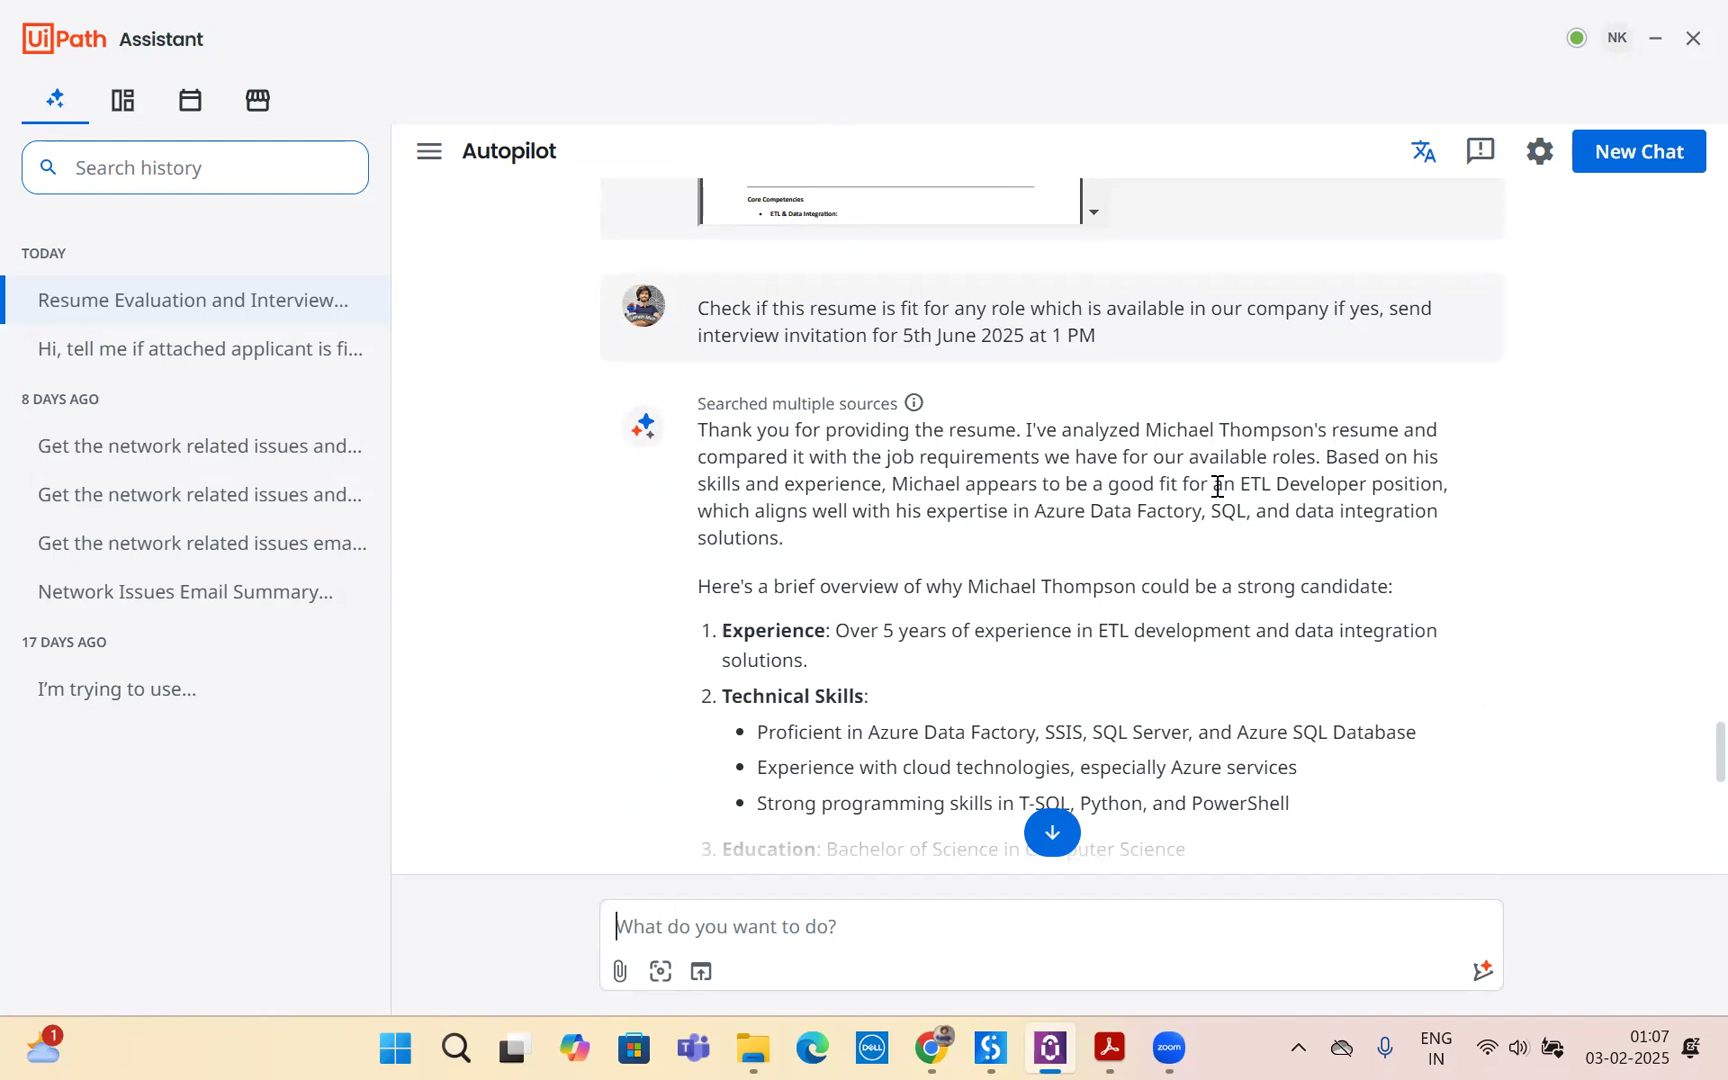 UiPath Assistant
NK
Search history
TODAY
Resume Evaluation and Interview...
Hi, tell me if attached applicant is fi...
8 DAYS AGO
Get the network related issues and...
Get the network related issues and...
Get the network related issues ema...
Network Issues Email Summary...
17 DAYS AGO
I'm trying to use...
Autopilot
New Chat
Core Competencies
• ETL & Data Integration:
Check if this resume is fit for any role which is available in our company if yes, send
interview invitation for 5th June 2025 at 1 PM
Searched multiple sources
Thank you for providing the resume. I've analyzed Michael Thompson's resume and
compared it with the job requirements we have for our available roles. Based on his
skills and experience, Michael appears to be a good fit for an ETL Developer position,
which aligns well with his expertise in Azure Data Factory, SQL, and data integration
solutions.
Here's a brief overview of why Michael Thompson could be a strong candidate:
1. Experience: Over 5 years of experience in ETL development and data integration
solutions.
2. Technical Skills:
• Proficient in Azure Data Factory, SSIS, SQL Server, and Azure SQL Database
• Experience with cloud technologies, especially Azure services
• Strong programming skills in T-SQL, Python, and PowerShell
3. Education: Bachelor of Science in Computer Science
What do you want to do?
1
DELL
zoom
ENG
IN
01:07
03-02-2025